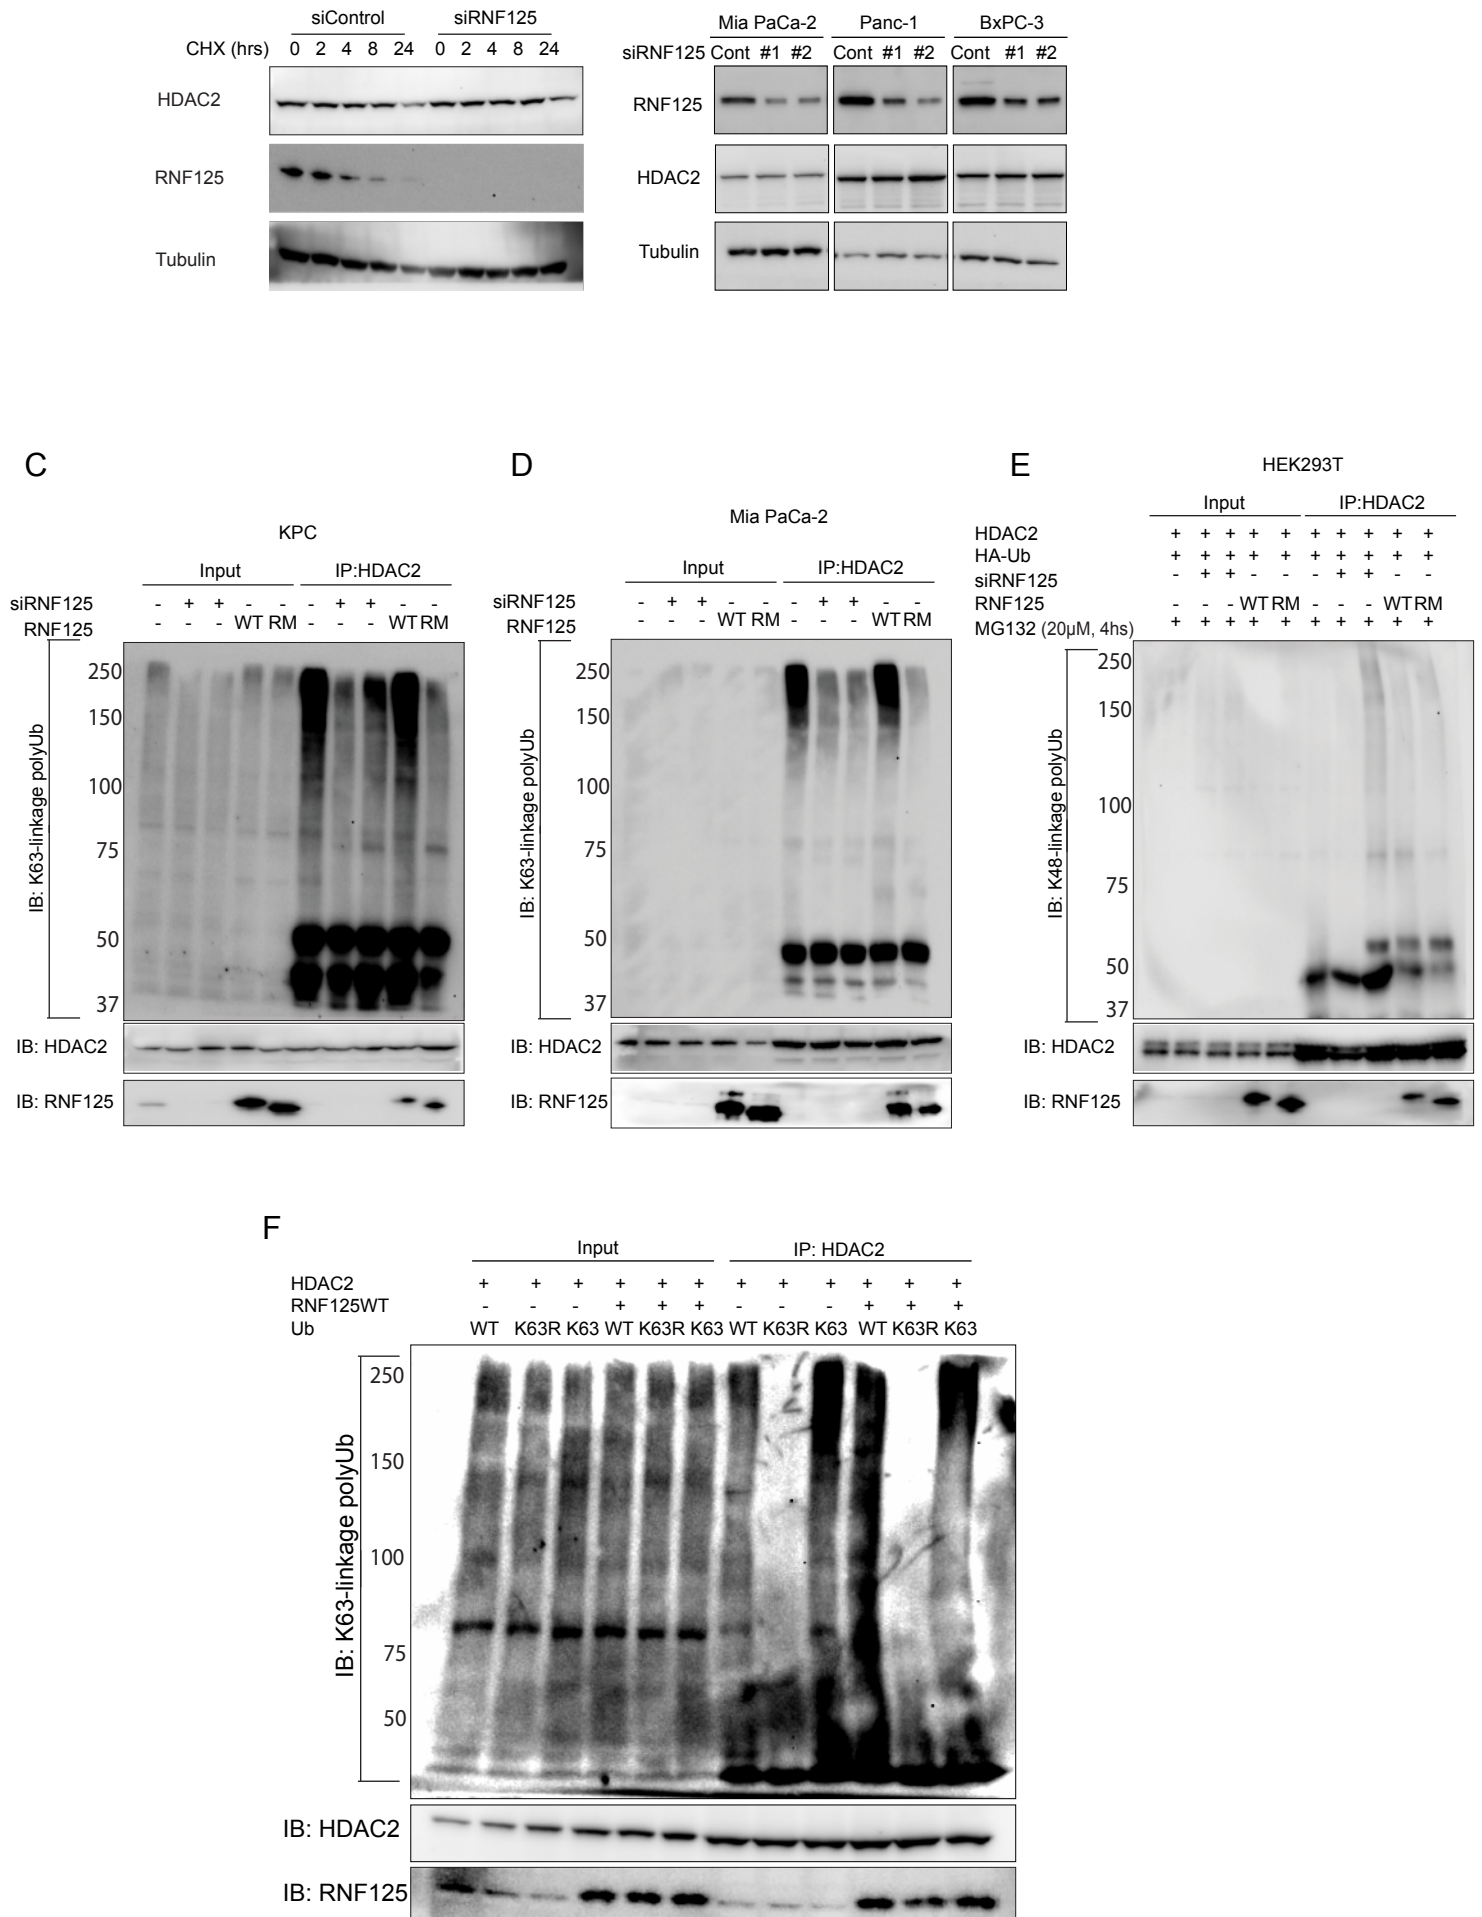 siControl siRNF125
CHX (hrs) 0 2 4 8 24 0 2 4 8 24
HDAC2
RNF125
Tubulin
Mia PaCa-2 Panc-1 BxPC-3
siRNF125 Cont #1 #2 Cont #1 #2 Cont #1 #2
RNF125
HDAC2
Tubulin
C
KPC
Input IP:HDAC2
siRNF125 - + + - - - + + - -
RNF125 - - - WT RM - - - WT RM
IB: K63-linkage polyUb
250
150
100
75
50
37
IB: HDAC2
IB: RNF125
D
Mia PaCa-2
Input IP:HDAC2
siRNF125 - + + - - - + + - -
RNF125 - - - WT RM - - - WT RM
IB: K63-linkage polyUb
250
150
100
75
50
37
IB: HDAC2
IB: RNF125
E
HEK293T
Input IP:HDAC2
HDAC2 + + + + + + + + + +
HA-Ub + + + + + + + + + +
siRNF125 - + + - - - + + - -
RNF125 - - - WT RM - - - WT RM
MG132 (20μM, 4hs) + + + + + + + + + +
IB: K48-linkage polyUb
250
150
100
75
50
37
IB: HDAC2
IB: RNF125
F
Input IP: HDAC2
HDAC2 + + + + + + + + + + + +
RNF125WT - - - + + + - - - + + +
Ub WT K63R K63 WT K63R K63 WT K63R K63 WT K63R K63
IB: K63-linkage polyUb
250
150
100
75
50
IB: HDAC2
IB: RNF125